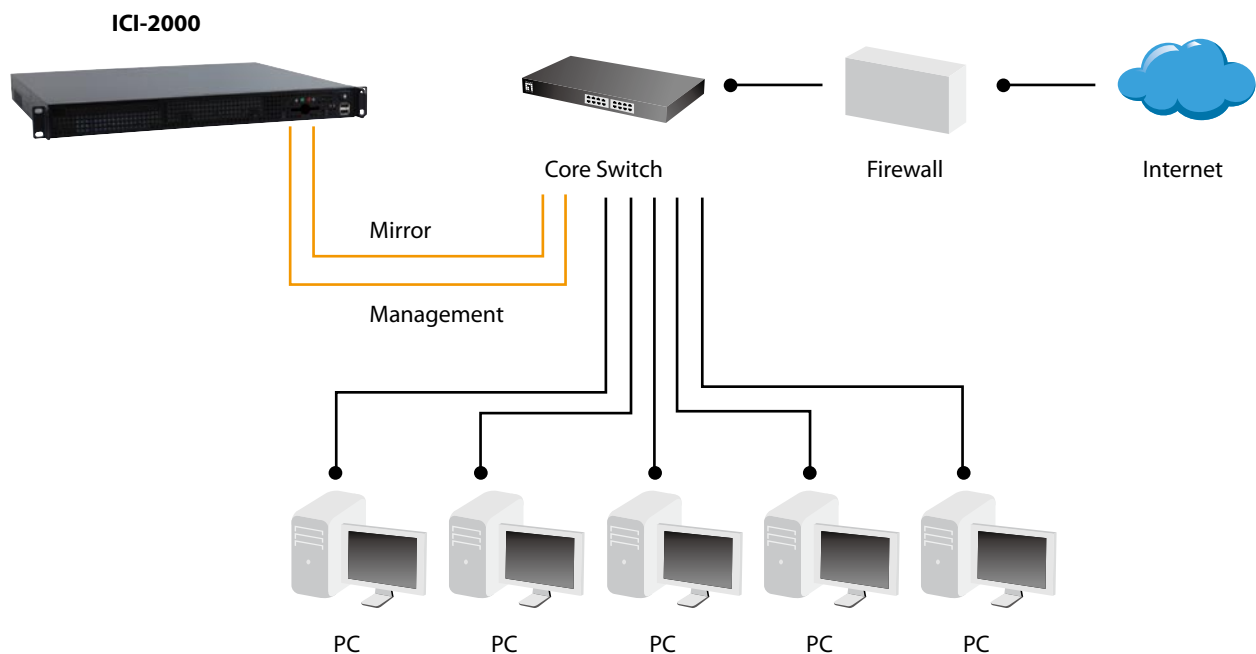 ICI-2000
Core Switch
Firewall
Internet
Mirror
Management
PC
PC
PC
PC
PC